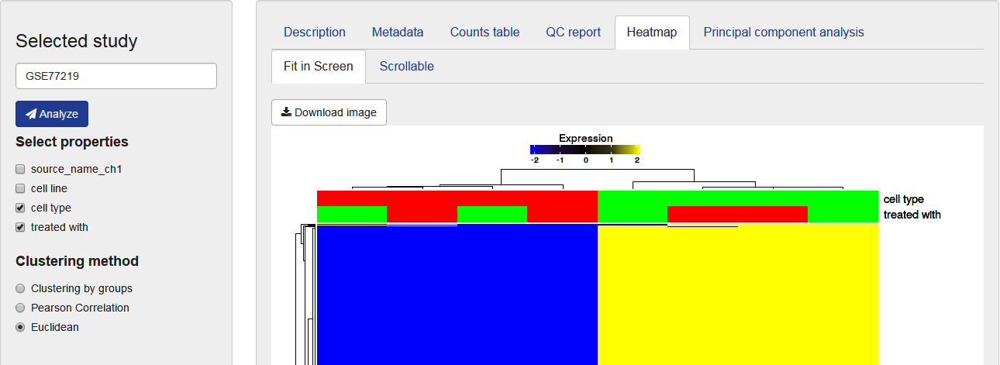 Selected study
GSE77219
Analyze
Select properties
source_name_ch1
cell line
cell type
treated with
Clustering method
Clustering by groups
Pearson Correlation
Euclidean
Description Metadata Counts table QC report Heatmap Principal component analysis
Fit in Screen Scrollable
Download image
Expression
-2 -1 0 1 2
cell type
treated with